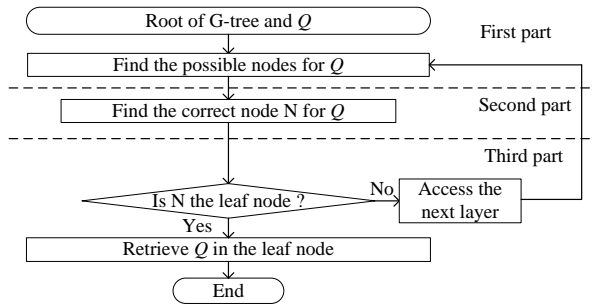 Root of G-tree and Q
First part
Find the possible nodes for Q
Second part
Find the correct node N for Q
Third part
Is N the leaf node ?
No
Access the
next layer
Yes
Retrieve Q in the leaf node
End